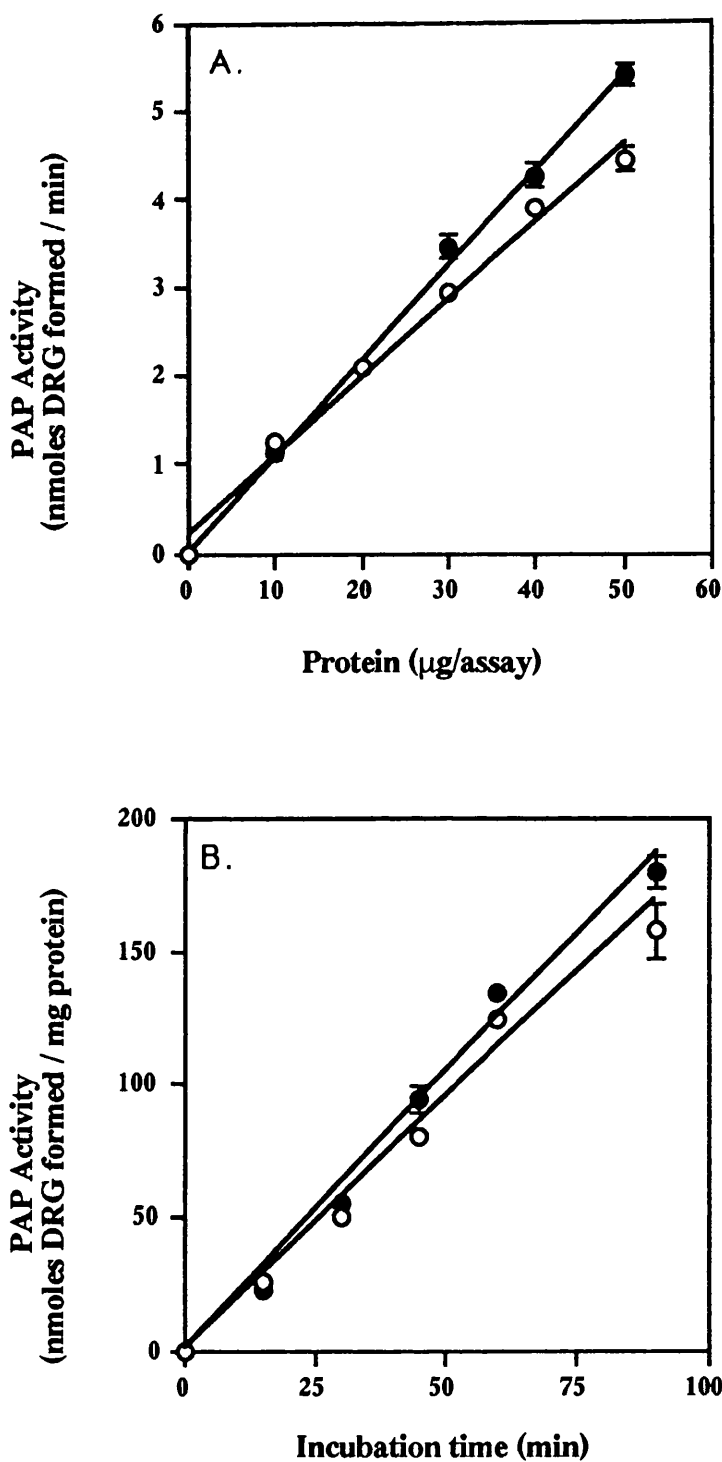 A.
PAP Activity
(nmoles DRG formed / min)
6
5
4
3
2
1
0
0 10 20 30 40 50 60
Protein (μg/assay)
B.
PAP Activity
(nmoles DRG formed / mg protein)
200
150
100
50
0
0 25 50 75 100
Incubation time (min)